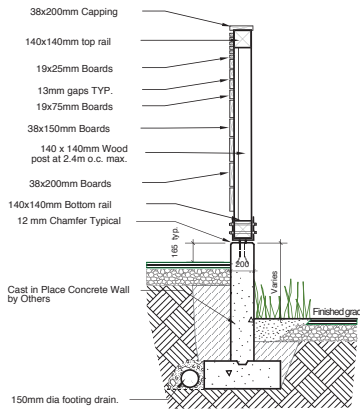 38x200mm Capping
140x140mm top rail
19x25mm Boards
13mm gaps TYP.
19x75mm Boards
38x150mm Boards
140 x 140mm Wood
post at 2.4m o.c. max.
38x200mm Boards
140x140mm Bottom rail
12 mm Chamfer Typical
165 typ.
200
Varies
Cast in Place Concrete Wall
by Others
Finished grad
150mm dia footing drain.